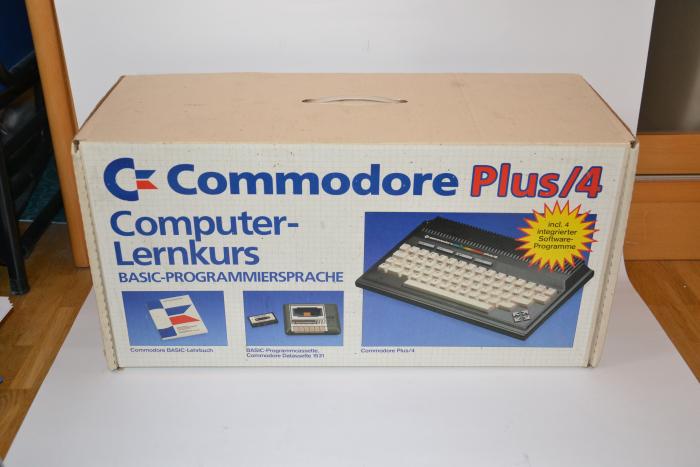 Commodore Plus/4
Computer-
Lernkurs
BASIC-PROGRAMMIERSPRACHE
incl. 4
integrierter
Software-
Programme
Commodore BASIC-Lehrbuch
BASIC-Programmcassette,
Commodore Datassette 1531
Commodore Plus/4